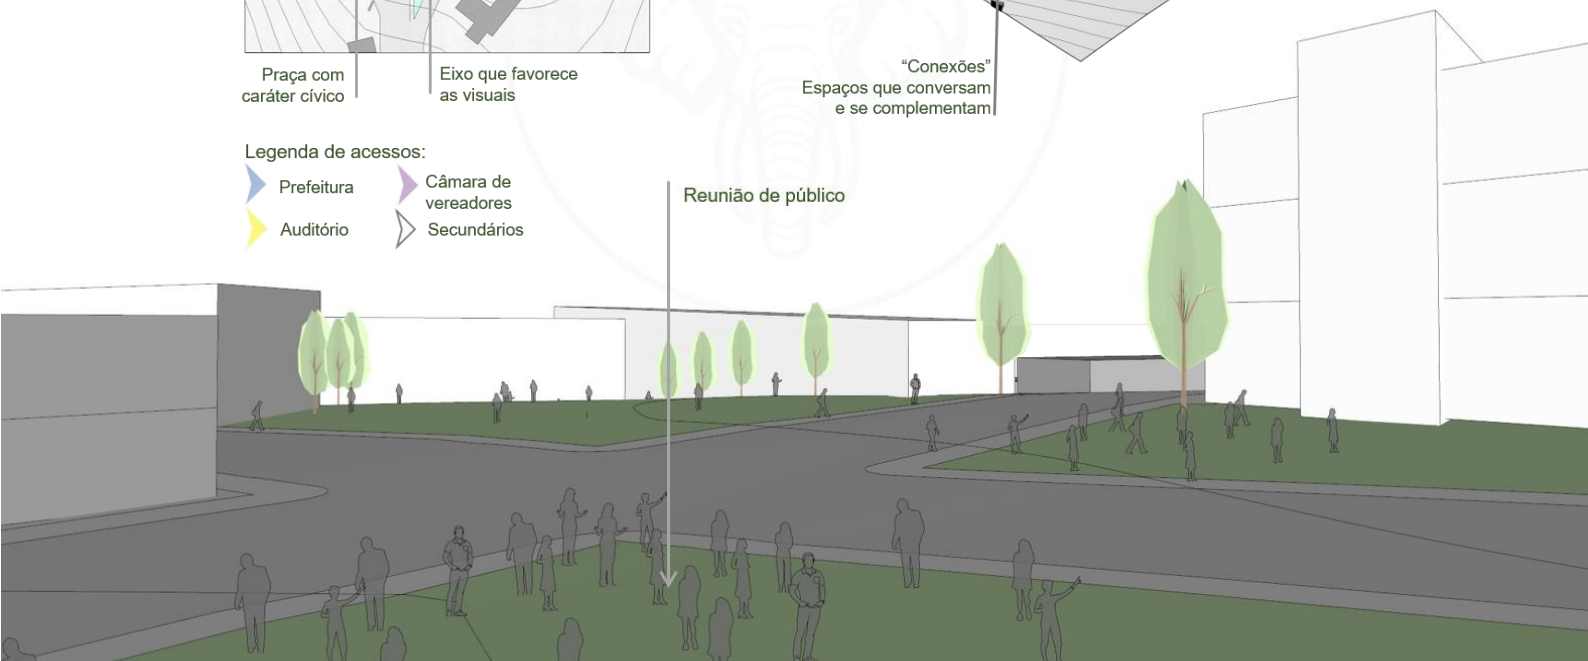 Praça com
caráter cívico
Eixo que favorece
as visuais
“Conexões”
Espaços que conversam
e se complementam
Legenda de acessos:
Prefeitura
Câmara de
vereadores
Auditório
Secundários
Reunião de público